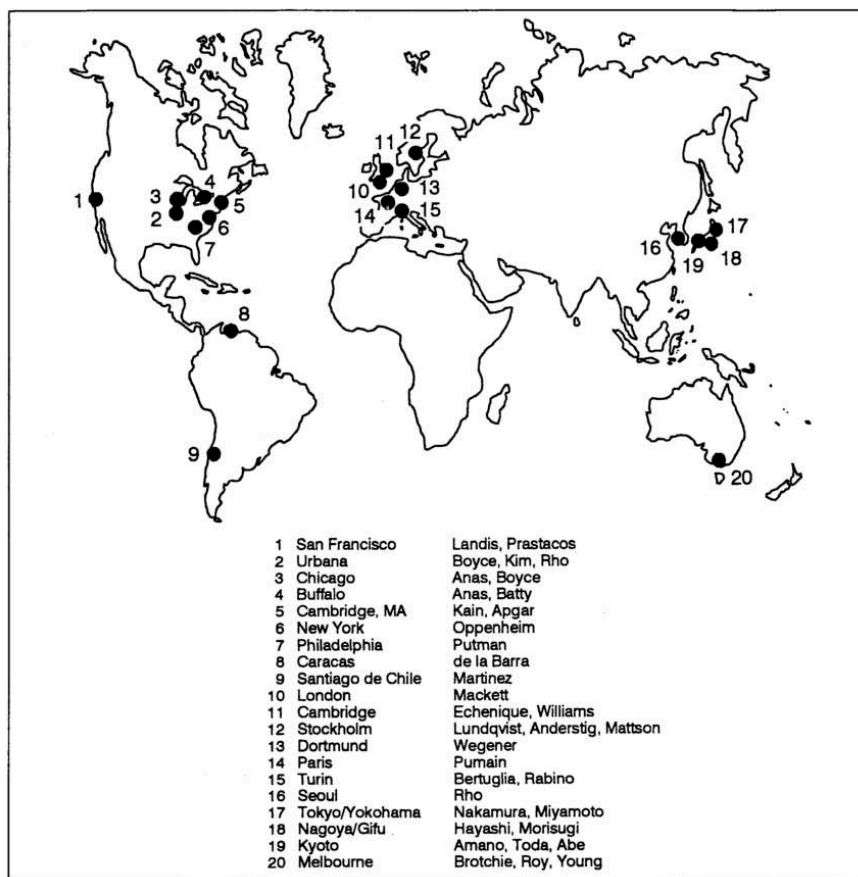 11
12
10
13
14
15
1
3
4
5
2
6
7
16
17
19
18
8
9
20
1 San Francisco Landis, Prastacos
2 Urbana Boyce, Kim, Rho
3 Chicago Anas, Boyce
4 Buffalo Anas, Batty
5 Cambridge, MA Kain, Apgar
6 New York Oppenheim
7 Philadelphia Putman
8 Caracas de la Barra
9 Santiago de Chile Martinez
10 London Mackett
11 Cambridge Echenique, Williams
12 Stockholm Lundqvist, Anderstig, Mattson
13 Dortmund Wegener
14 Paris Pumain
15 Turin Bertuglia, Rabino
16 Seoul Rho
17 Tokyo/Yokohama Nakamura, Miyamoto
18 Nagoya/Gifu Hayashi, Morisugi
19 Kyoto Amano, Toda, Abe
20 Melbourne Brotchie, Roy, Young